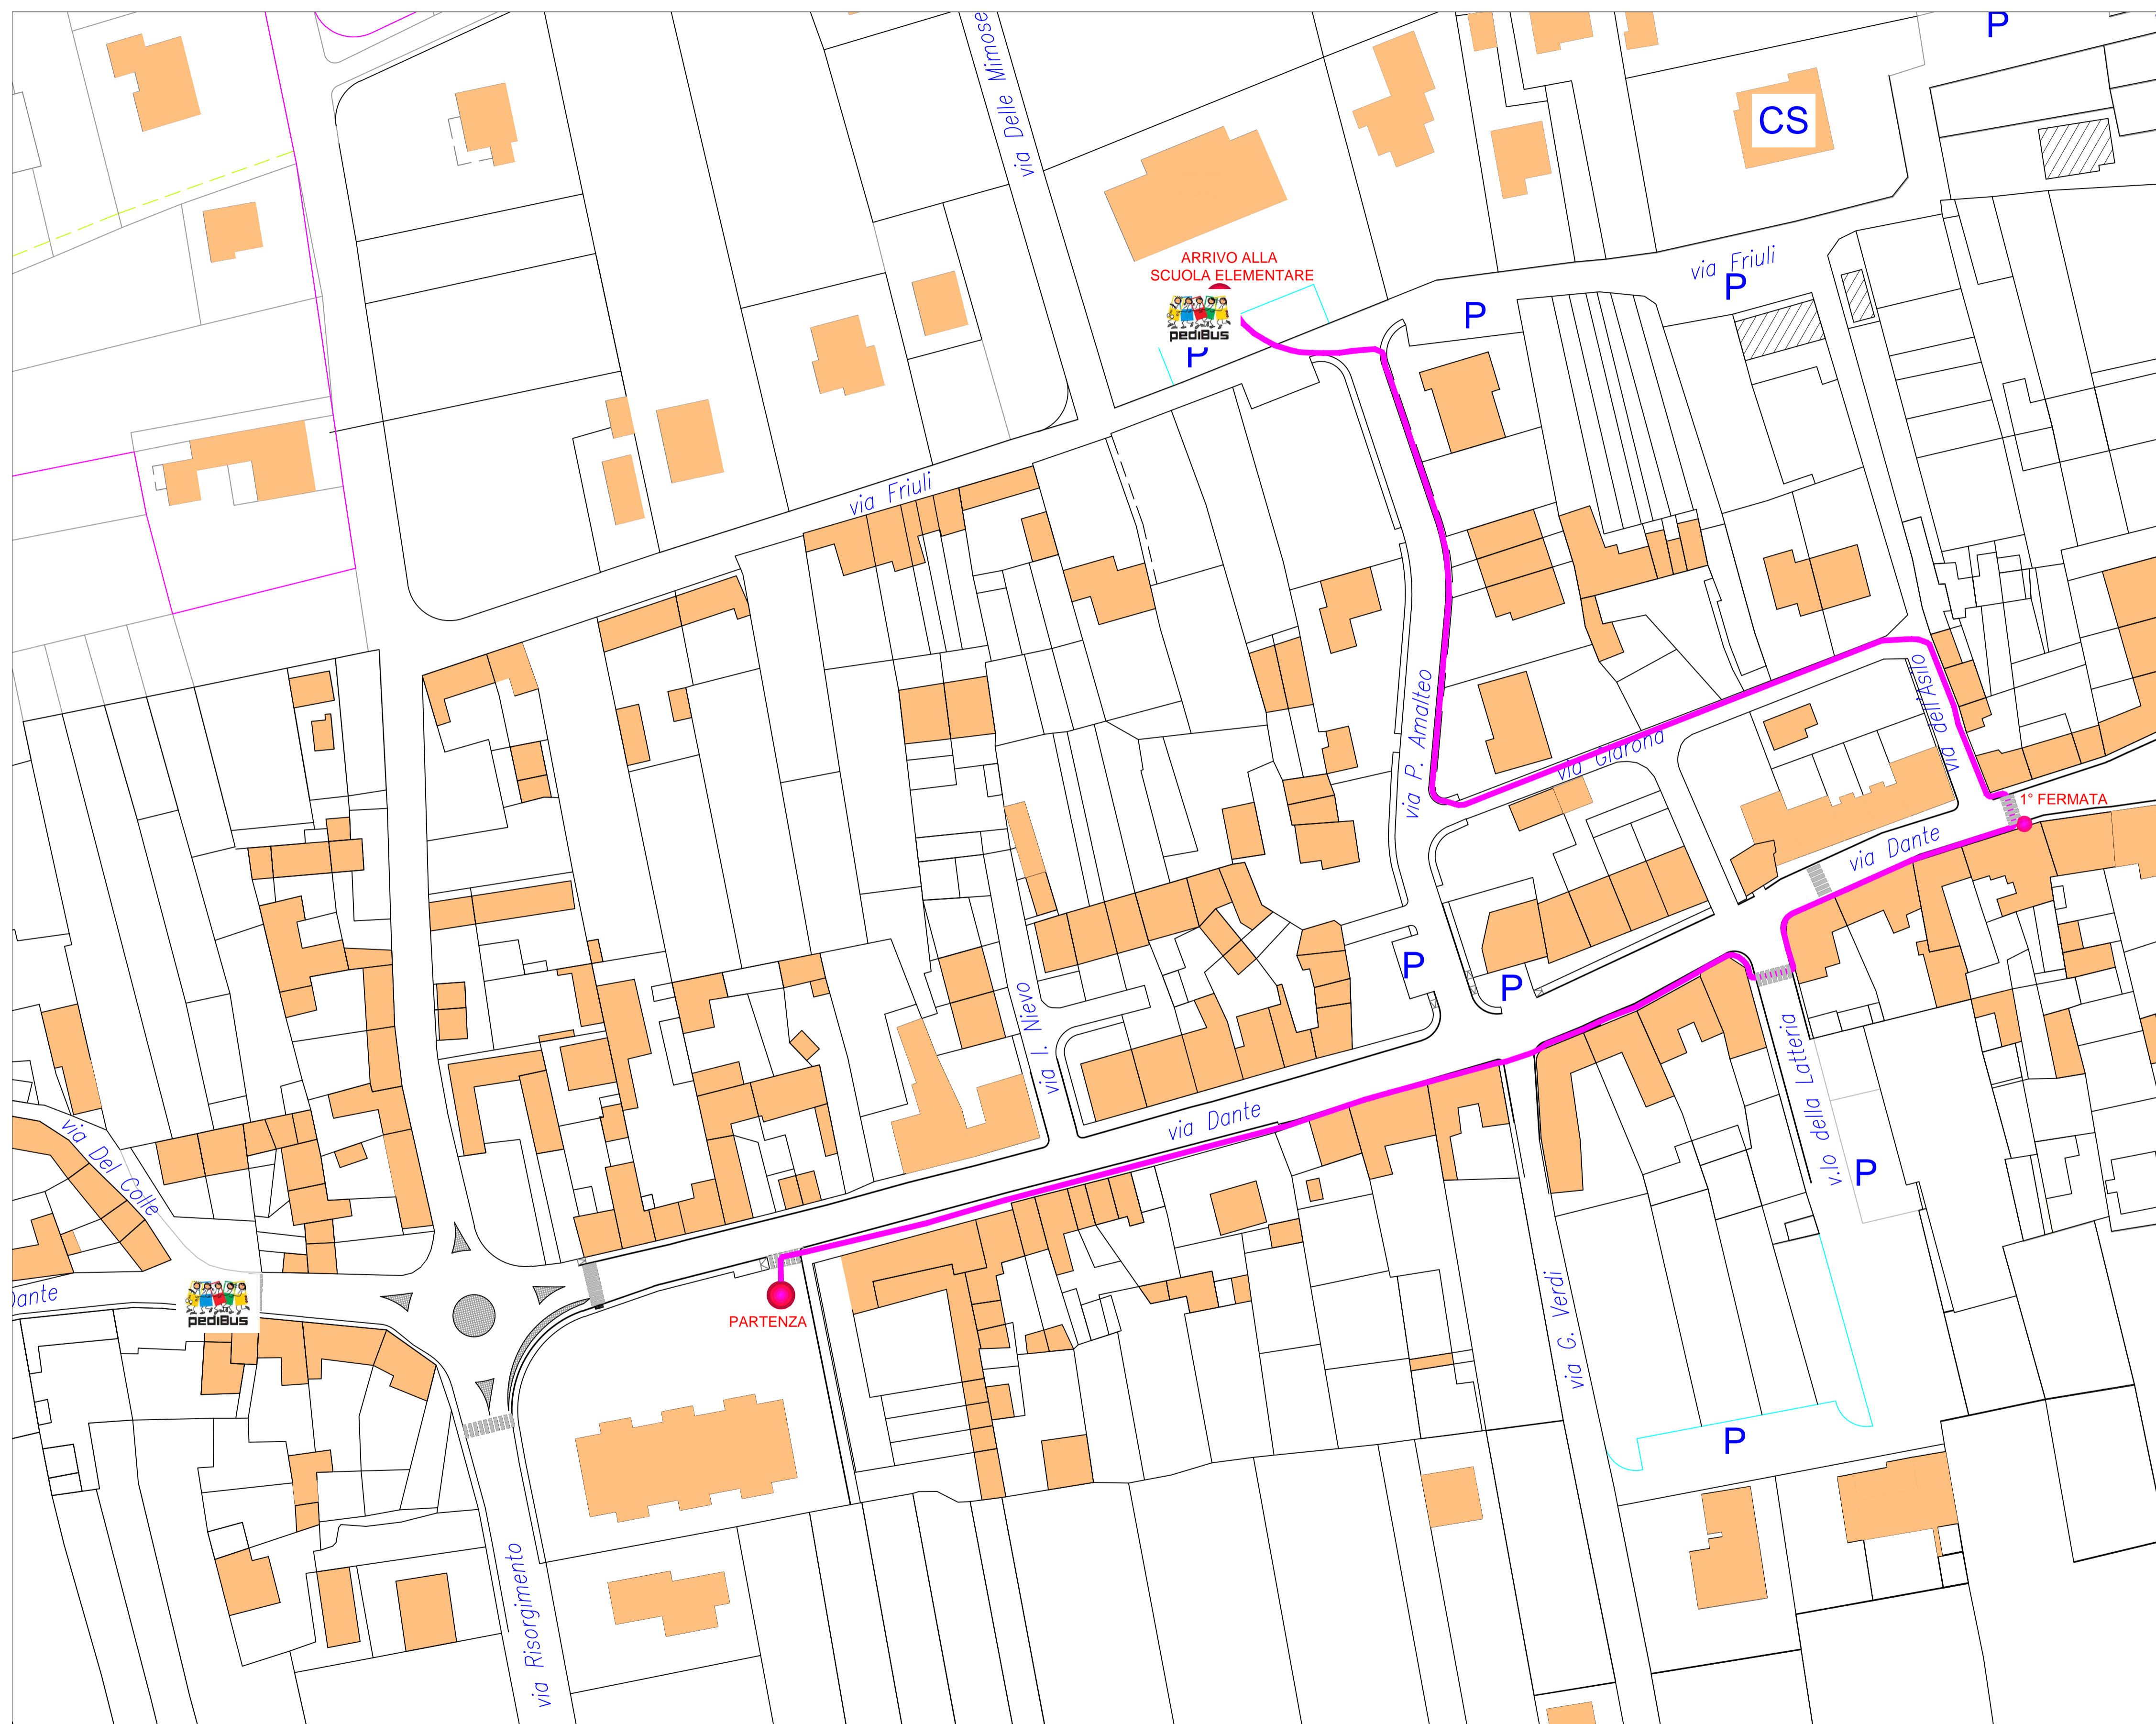 P
via Delle Mimose
CS
ARRIVO ALLA
SCUOLA ELEMENTARE
via Friuli
P
P
pediBus
P
via Friuli
via P. Amalteo
via Giarona
via dell'Asilo
1° FERMATA
via Dante
P
P
via I. Nievo
v.lo della Latteria
via Dante
via Del Colle
P
Dante
pediBus
PARTENZA
via G. Verdi
P
via Risorgimento